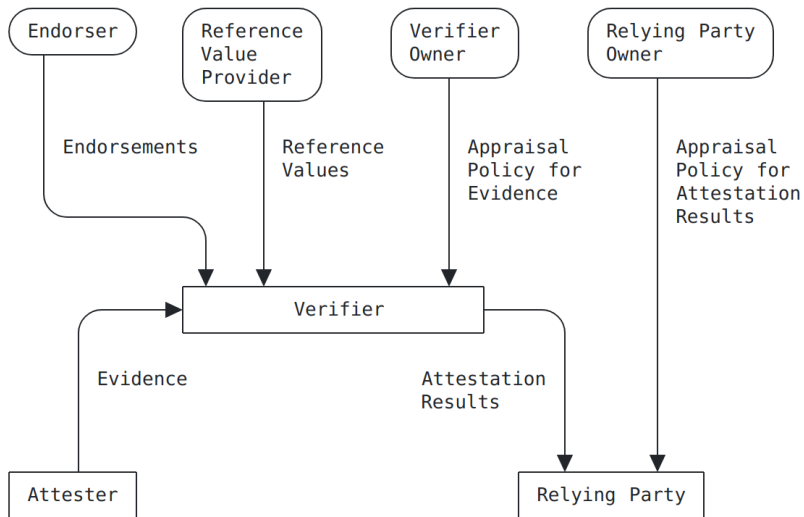 Endorser
Reference
Value
Provider
Verifier
Owner
Relying Party
Owner
Endorsements
Reference
Values
Appraisal
Policy for
Evidence
Appraisal
Policy for
Attestation
Results
Verifier
Evidence
Attestation
Results
Attester
Relying Party